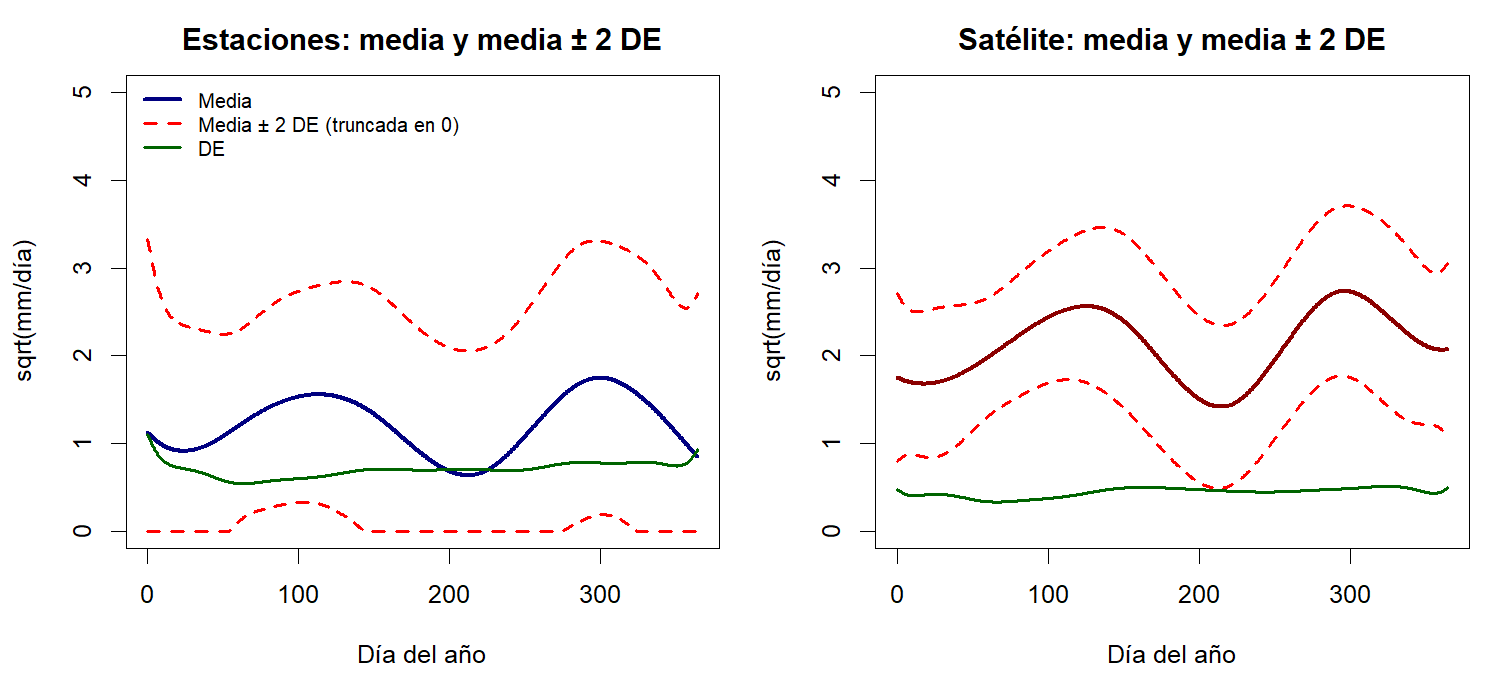 Estaciones: media y media ± 2 DE
sqrt(mm/día)
5
4
3
2
1
0
Media
Media ± 2 DE (truncada en 0)
DE
0 100 200 300
Día del año
Satélite: media y media ± 2 DE
sqrt(mm/día)
5
4
3
2
1
0
0 100 200 300
Día del año